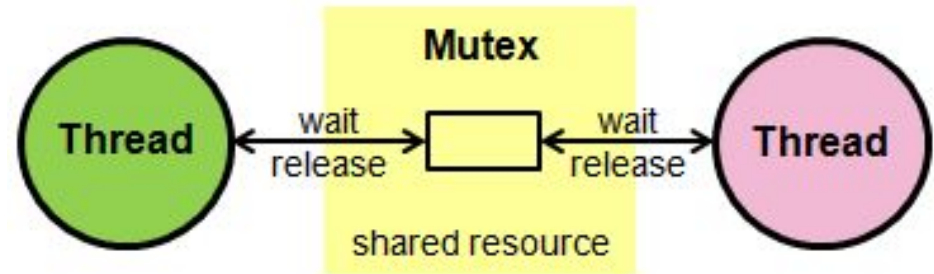 Mutex
Thread
wait
release
wait
release
Thread
shared resource